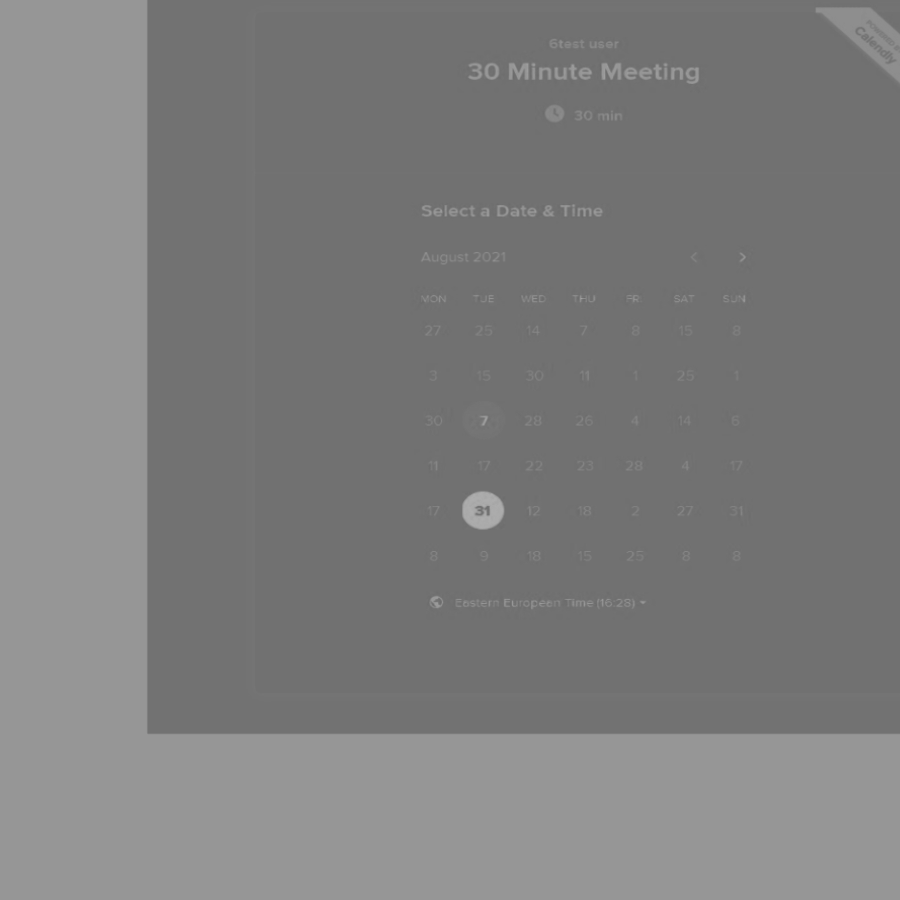 6test user
30 Minute Meeting
30 min
POWERED BY
Calendly
Select a Date & Time
August 2021
MON TUE WED THU FRI SAT SUN
27 25 14 7 8 15 8
3 15 30 11 1 25 1
30 7 28 26 4 14 6
11 17 22 23 28 4 17
17 31 12 18 2 27 31
8 9 18 15 25 8 8
Eastern European Time (16:28)